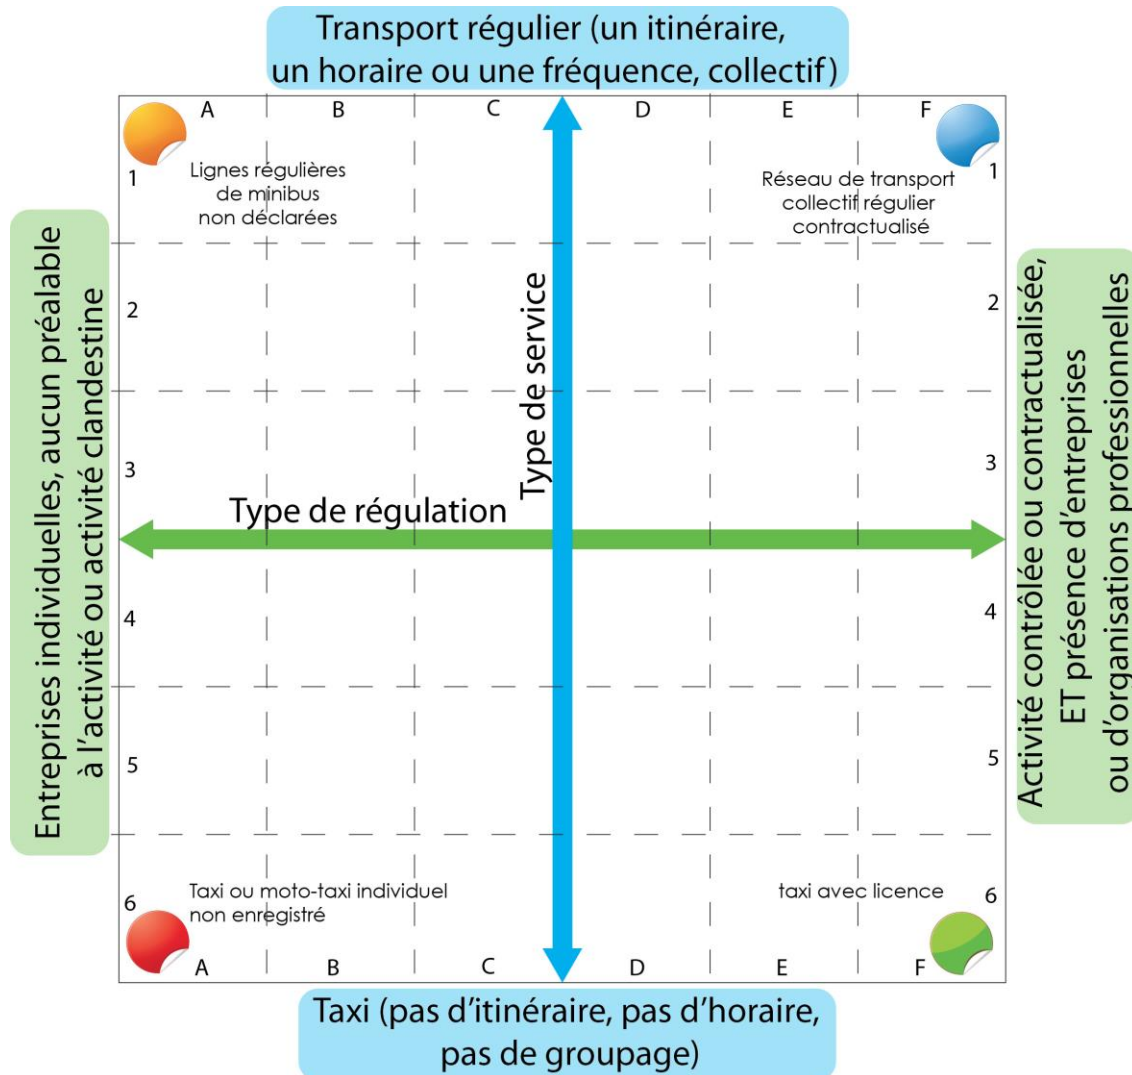 Transport régulier (un itinéraire,
un horaire ou une fréquence, collectif)
A B C D E F
1
Lignes régulières
de minibus
non déclarées
Réseau de transport
collectif régulier
contractualisé
1
Entreprises individuelles, aucun préalable
à l'activité ou activité clandestine
2
Type de service
2
Activité contrôlée ou contractualisée,
ET présence d'entreprises
ou d'organisations professionnelles
3
3
Type de régulation
4
4
5
5
6
Taxi ou moto-taxi individuel
non enregistré
taxi avec licence
6
A B C D E F
Taxi (pas d'itinéraire, pas d'horaire,
pas de groupage)